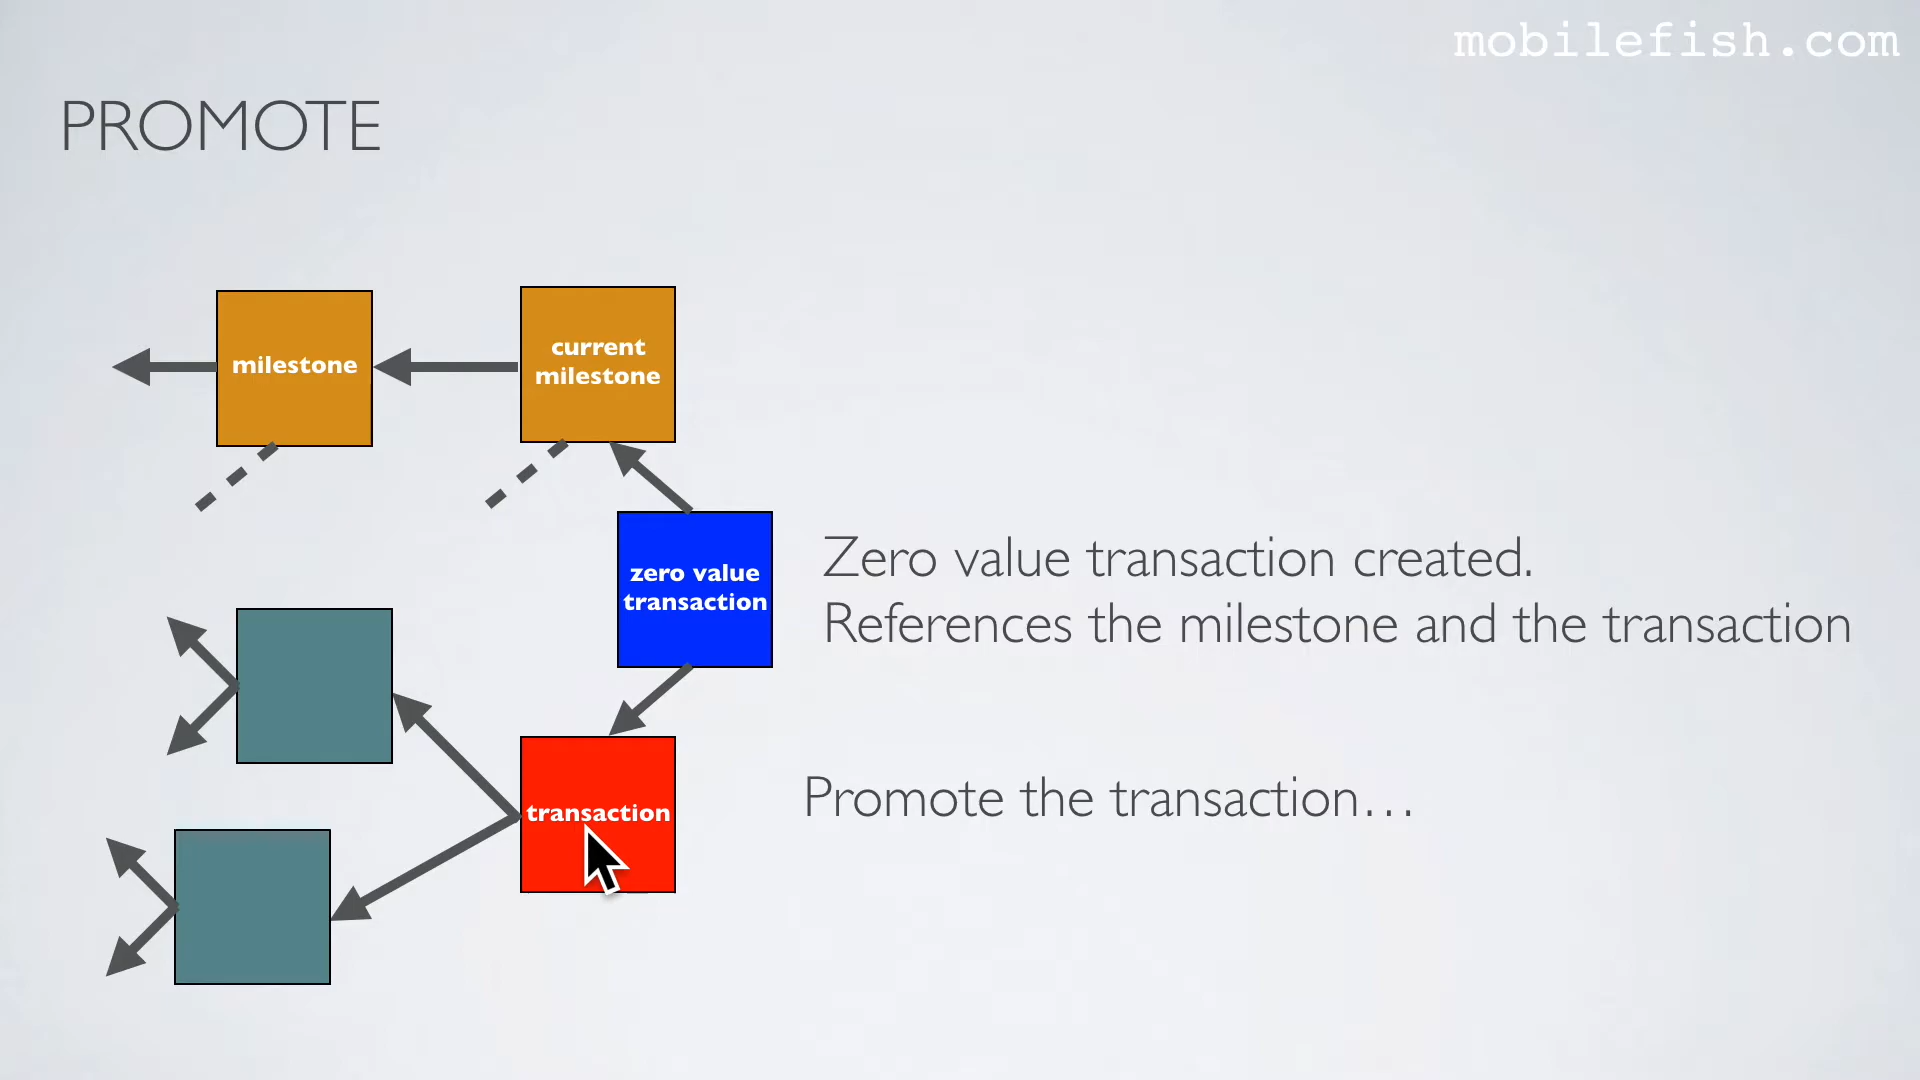 mobilefish.com
PROMOTE
milestone
current
milestone
zero value
transaction
Zero value transaction created.
References the milestone and the transaction
transaction
Promote the transaction…